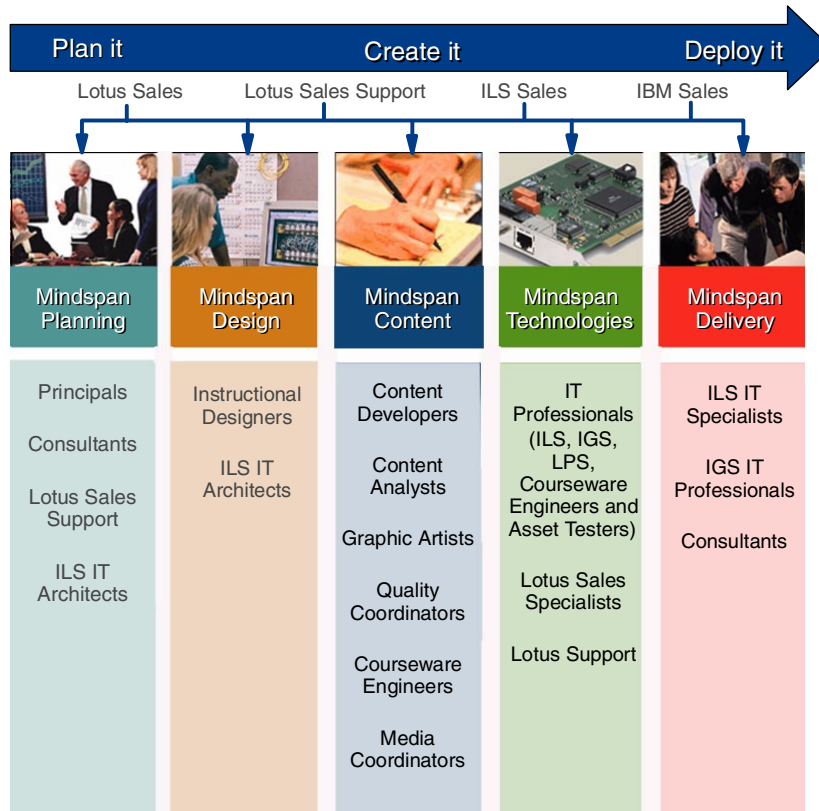 Plan it
Create it
Deploy it
Lotus Sales
Lotus Sales Support
ILS Sales
IBM Sales
Mindspan
Planning
Mindspan
Design
Mindspan
Content
Mindspan
Technologies
Mindspan
Delivery
Principals
Consultants
Lotus Sales
Support
ILS IT
Architects
Instructional
Designers
ILS IT
Architects
Content
Developers
Content
Analysts
Graphic Artists
Quality
Coordinators
Courseware
Engineers
Media
Coordinators
IT
Professionals
(ILS, IGS,
LPS,
Courseware
Engineers and
Asset Testers)
Lotus Sales
Specialists
Lotus Support
ILS IT
Specialists
IGS IT
Professionals
Consultants